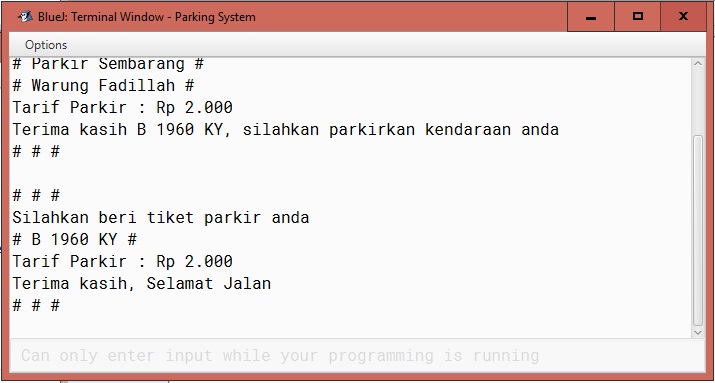 BlueJ: Terminal Window - Parking System
Options
# Parkir Sembarang #
# Warung Fadillah #
Tarif Parkir : Rp 2.000
Terima kasih B 1960 KY, silahkan parkirkan kendaraan anda
# # #
# # #
Silahkan beri tiket parkir anda
# B 1960 KY #
Tarif Parkir : Rp 2.000
Terima kasih, Selamat Jalan
# # #
Can only enter input while your programming is running